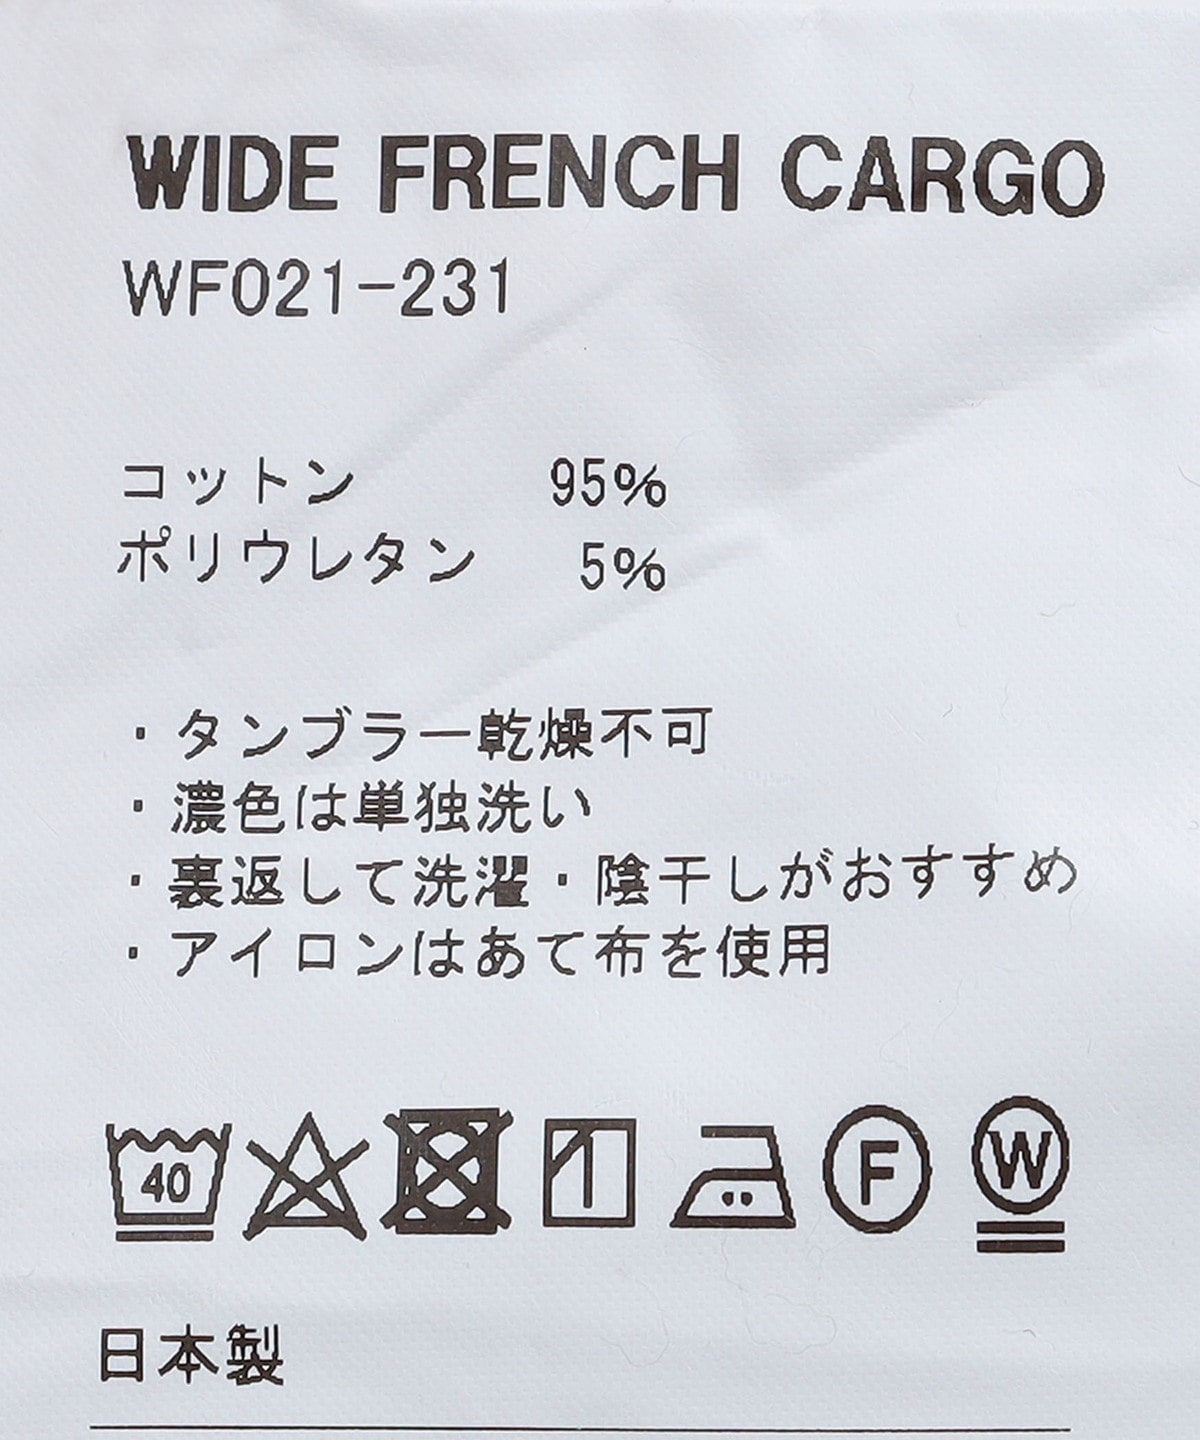 WIDE FRENCH CARGO
WF021-231
コットン 95%
ポリウレタン 5%
・タンブラー乾燥不可
・濃色は単独洗い
・裏返して洗濯・陰干しがおすすめ
・アイロンはあて布を使用
40 F W
日本製